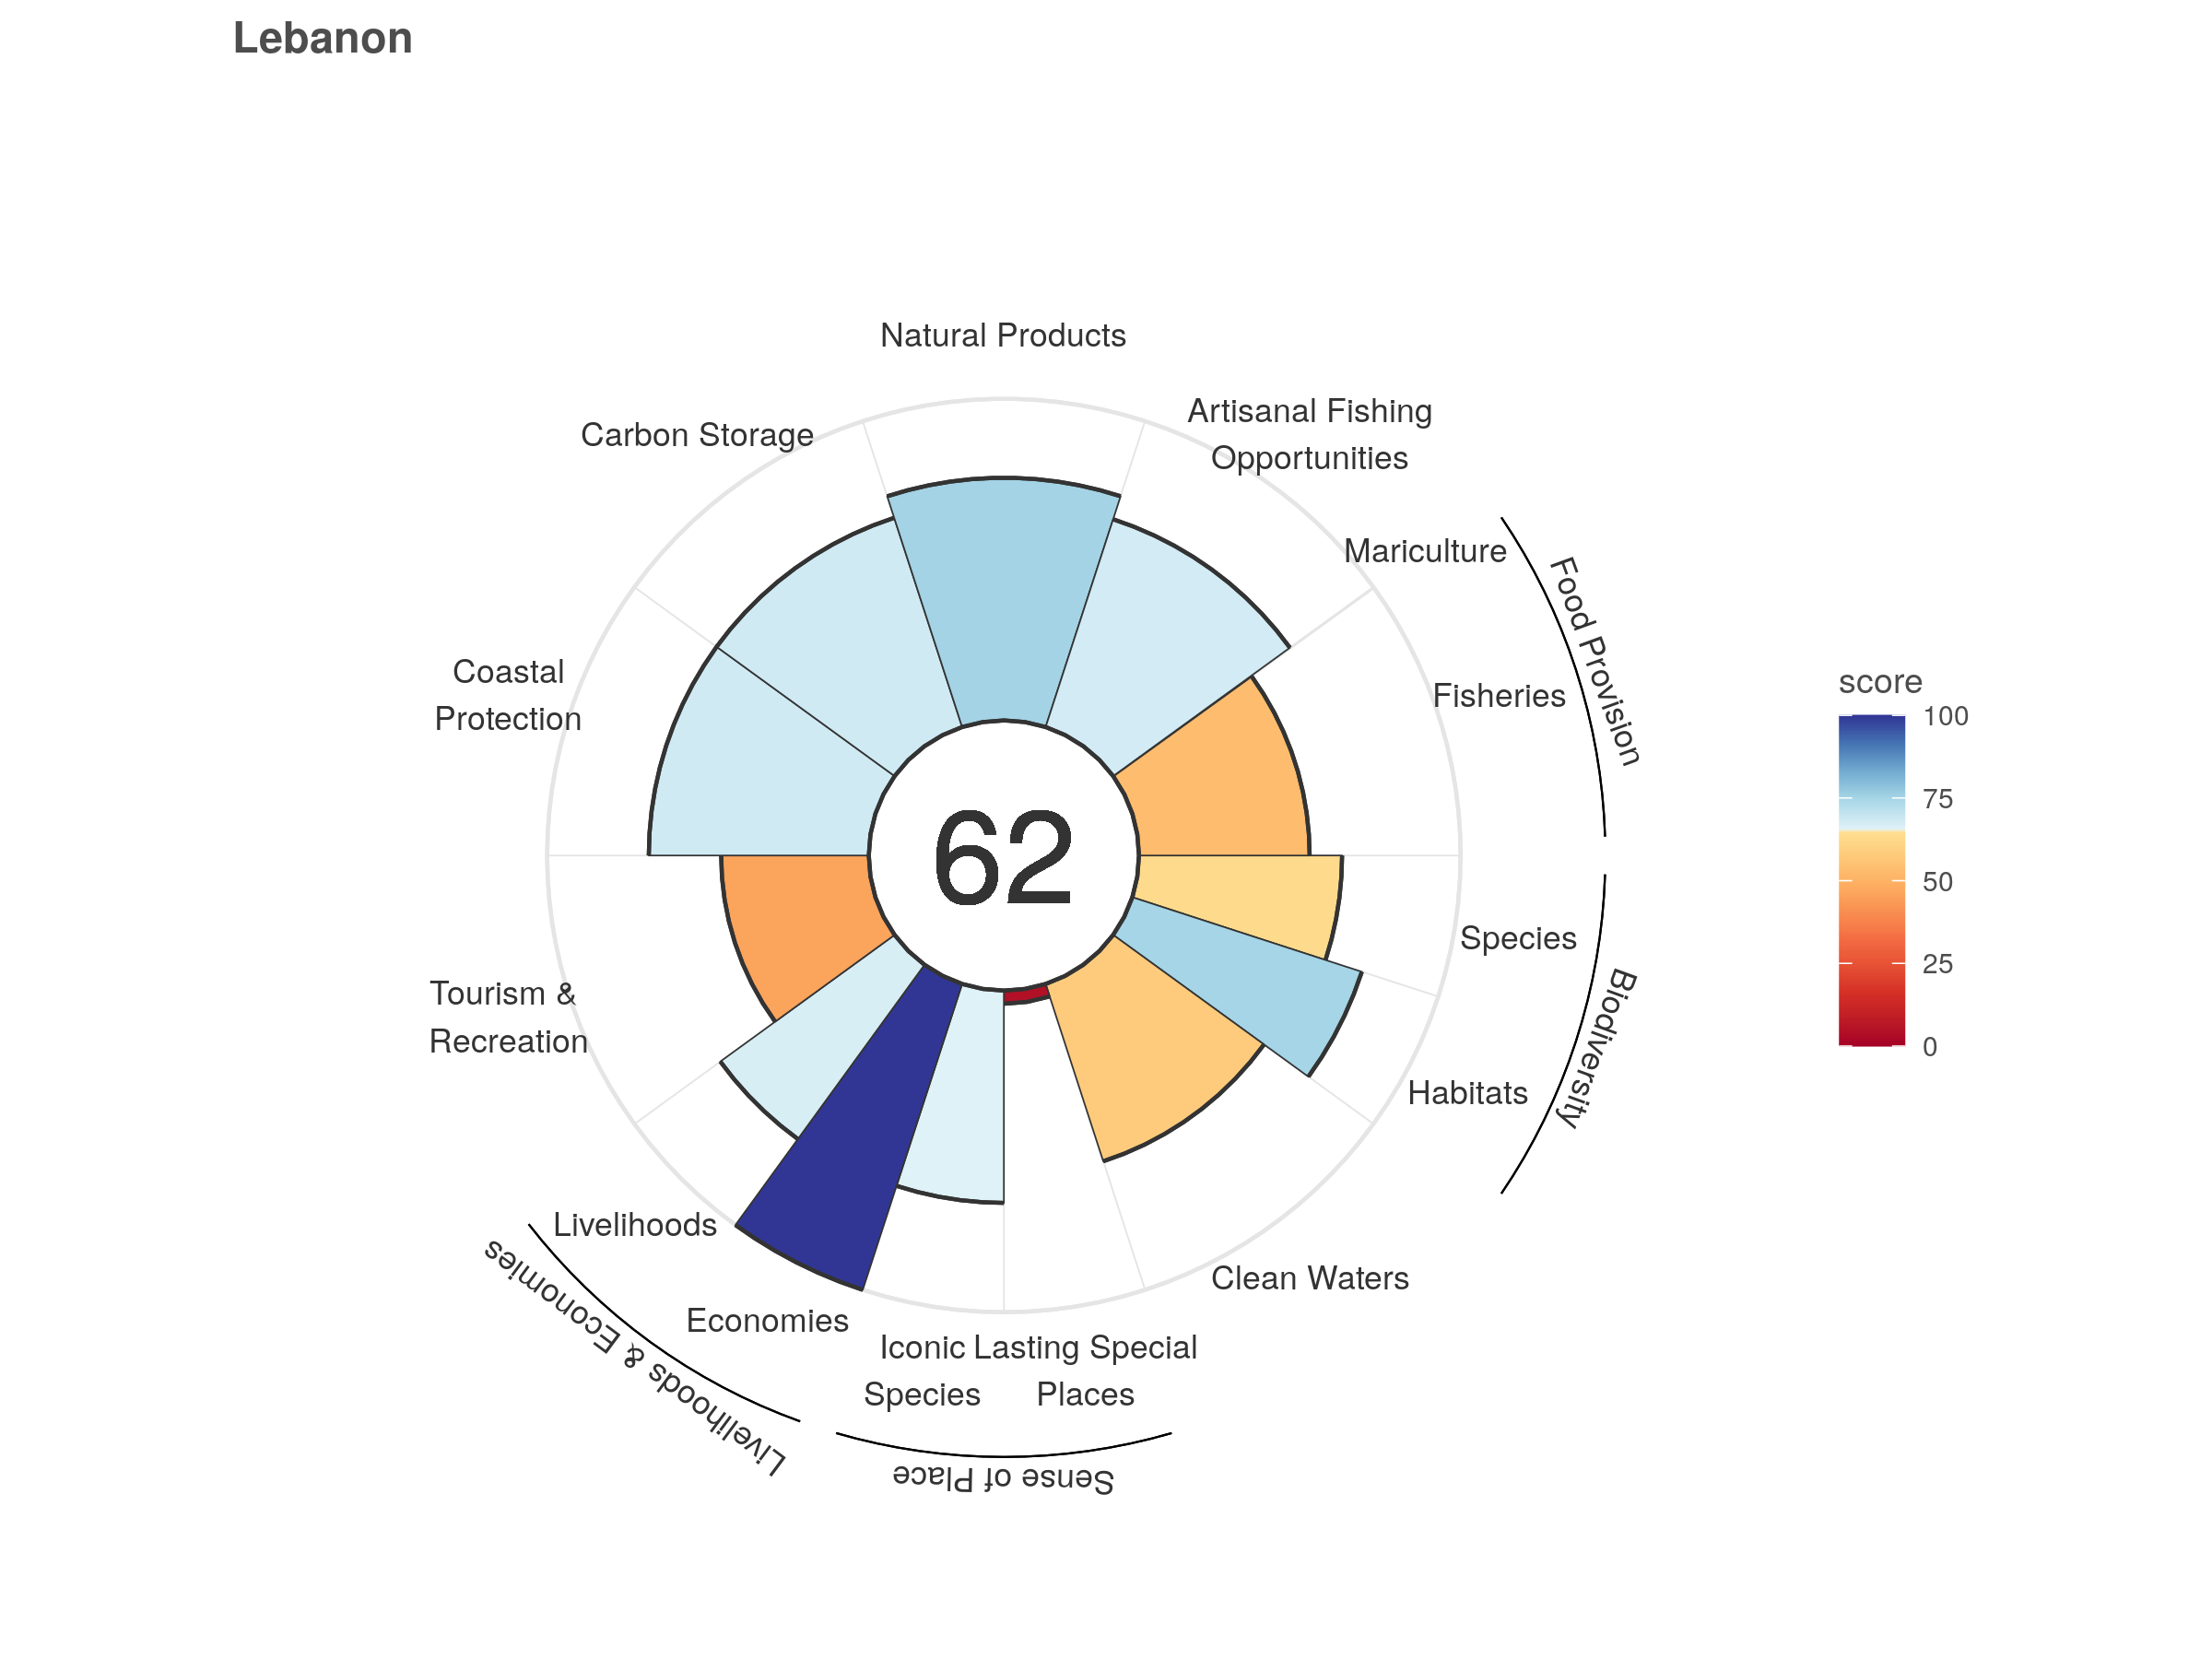 Lebanon
Natural Products
Artisanal Fishing
Opportunities
Carbon Storage
Mariculture
Food Provision
Fisheries
Coastal
Protection
score
100
75
50
25
0
62
Species
Biodiversity
Habitats
Tourism &
Recreation
Livelihoods
Livelihoods & Economies
Economies
Clean Waters
Iconic
Species
Lasting Special
Places
Sense of Place